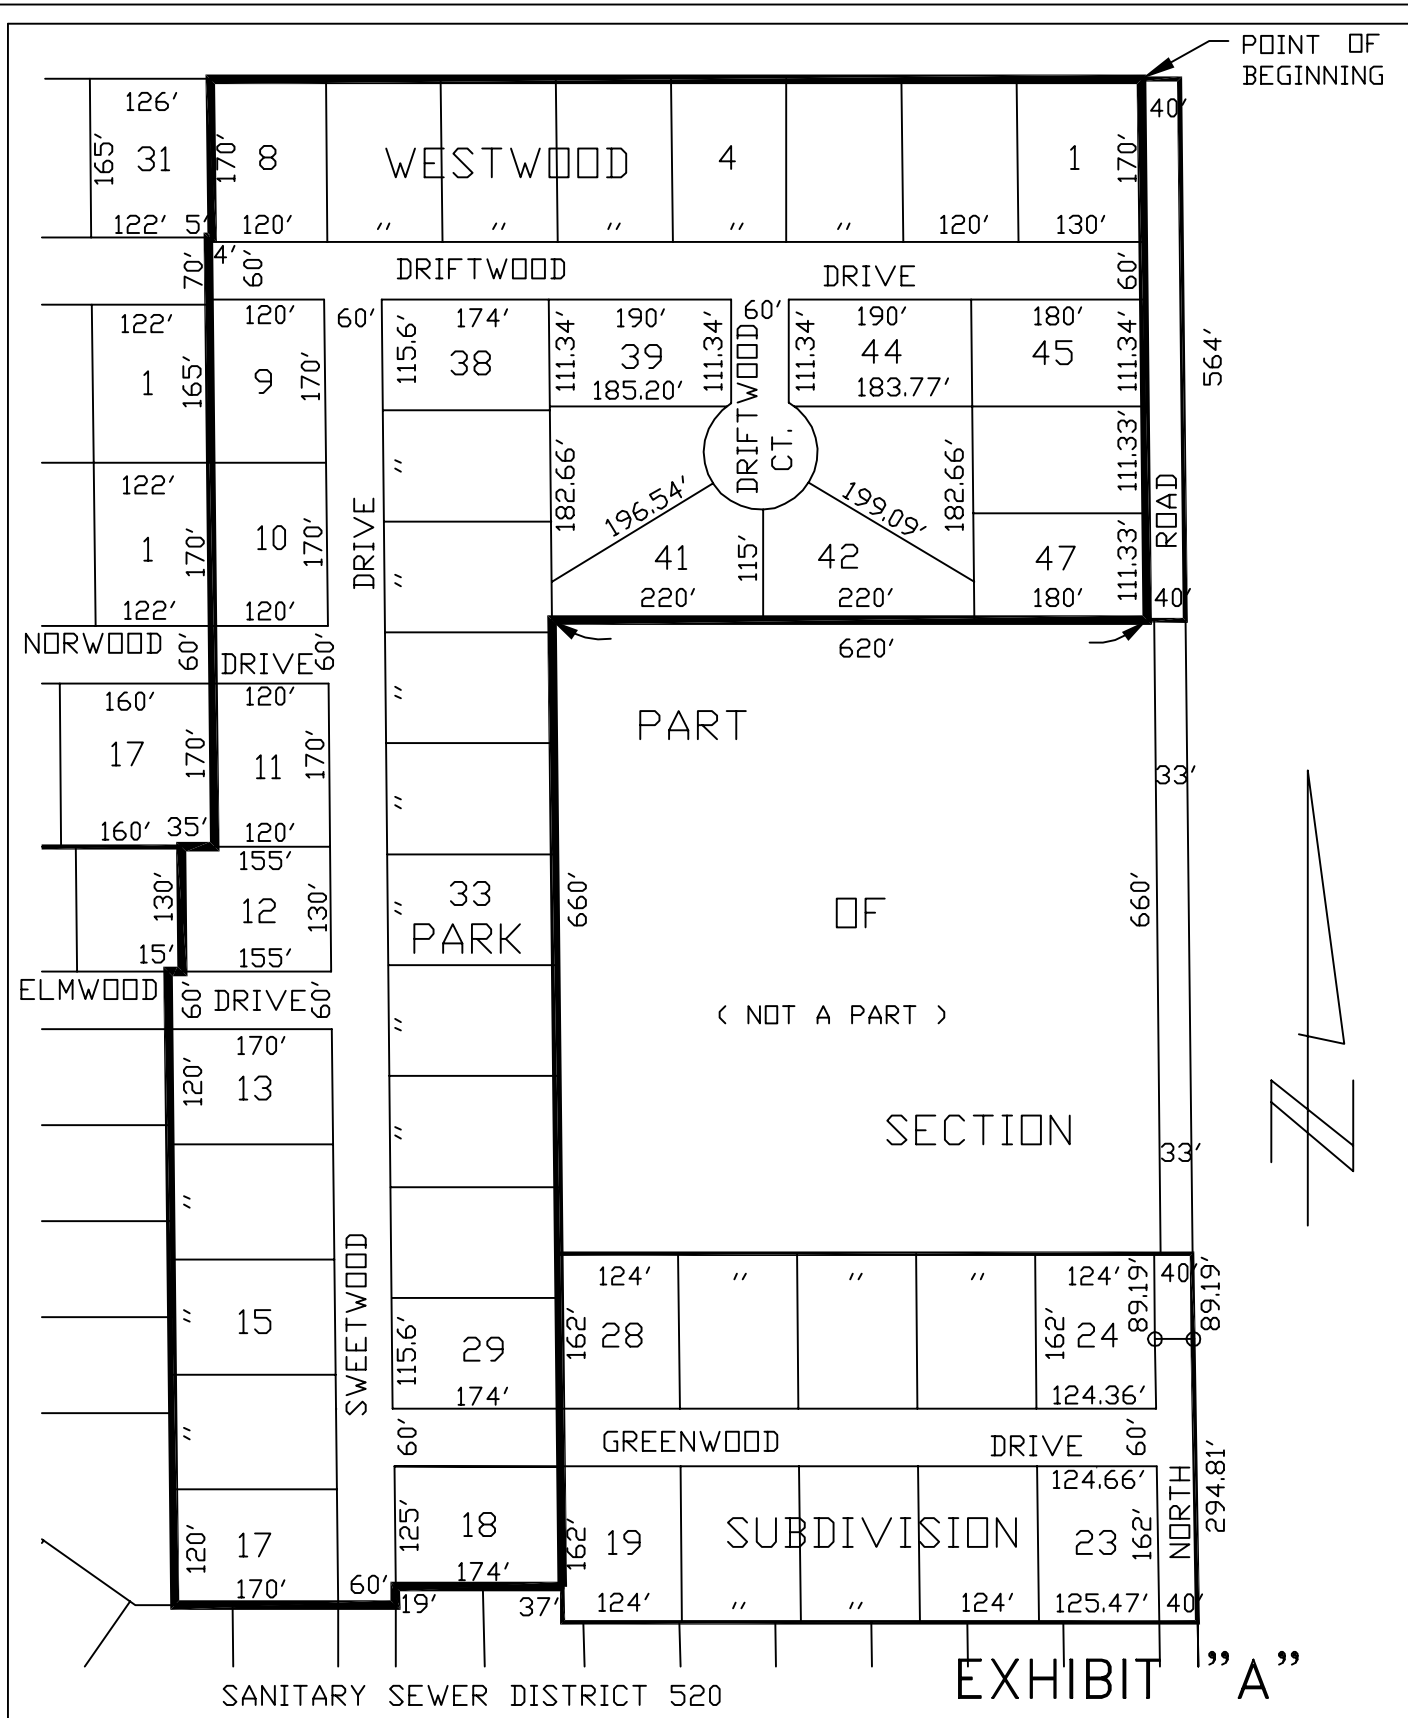 POINT OF
BEGINNING
126' 40'
165' 31 170' 8 WESTWOOD 4 1 170'
122' 5' 120' ″ ″ ″ ″ ″ 120' 130'
70' 4' 60' DRIFTWOOD DRIVE 60'
122' 120' 60' 174' 190' 60' 190' 180'
115.6' 38 111.34' 39 111.34' DRIFTWOOD CT. 111.34' 44 45 111.34' 564'
1 165' 9 170' 185.20' 183.77'
122' ″ 182.66' 196.54' 199.09' 182.66' 111.33'
1 170' 10 170' DRIVE ″ 41 115' 42 47 111.33' ROAD
122' 120' 220' 220' 180' 40'
NORWOOD 60' DRIVE 60' 620'
160' 120' ″ PART
17 170' 11 170' ″ 33'
160' 35' 120'
155'
130' 12 130' ″ 33 660' OF 660'
15' 155' PARK
ELMWOOD 60' DRIVE 60' ″ ( NOT A PART )
170'
120' 13 ″ SECTION 33'
″
SWEETWOOD 124' ″ ″ ″ 124' 89.19' 40' 89.19'
″ 15 115.6' 29 162' 28 162' 24
174' 124.36'
″ 60' GREENWOOD DRIVE 60'
124.66' NORTH 294.81'
120' 17 125' 18 162' 19 SUBDIVISION 23 162'
170' 60' 174'
19' 37' 124' ″ ″ 124' 125.47' 40'
N
EXHIBIT "A"
SANITARY SEWER DISTRICT 520